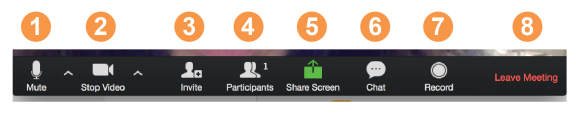 1 2 3 4 5 6 7 8
1
Mute Stop Video Invite Participants Share Screen Chat Record Leave Meeting